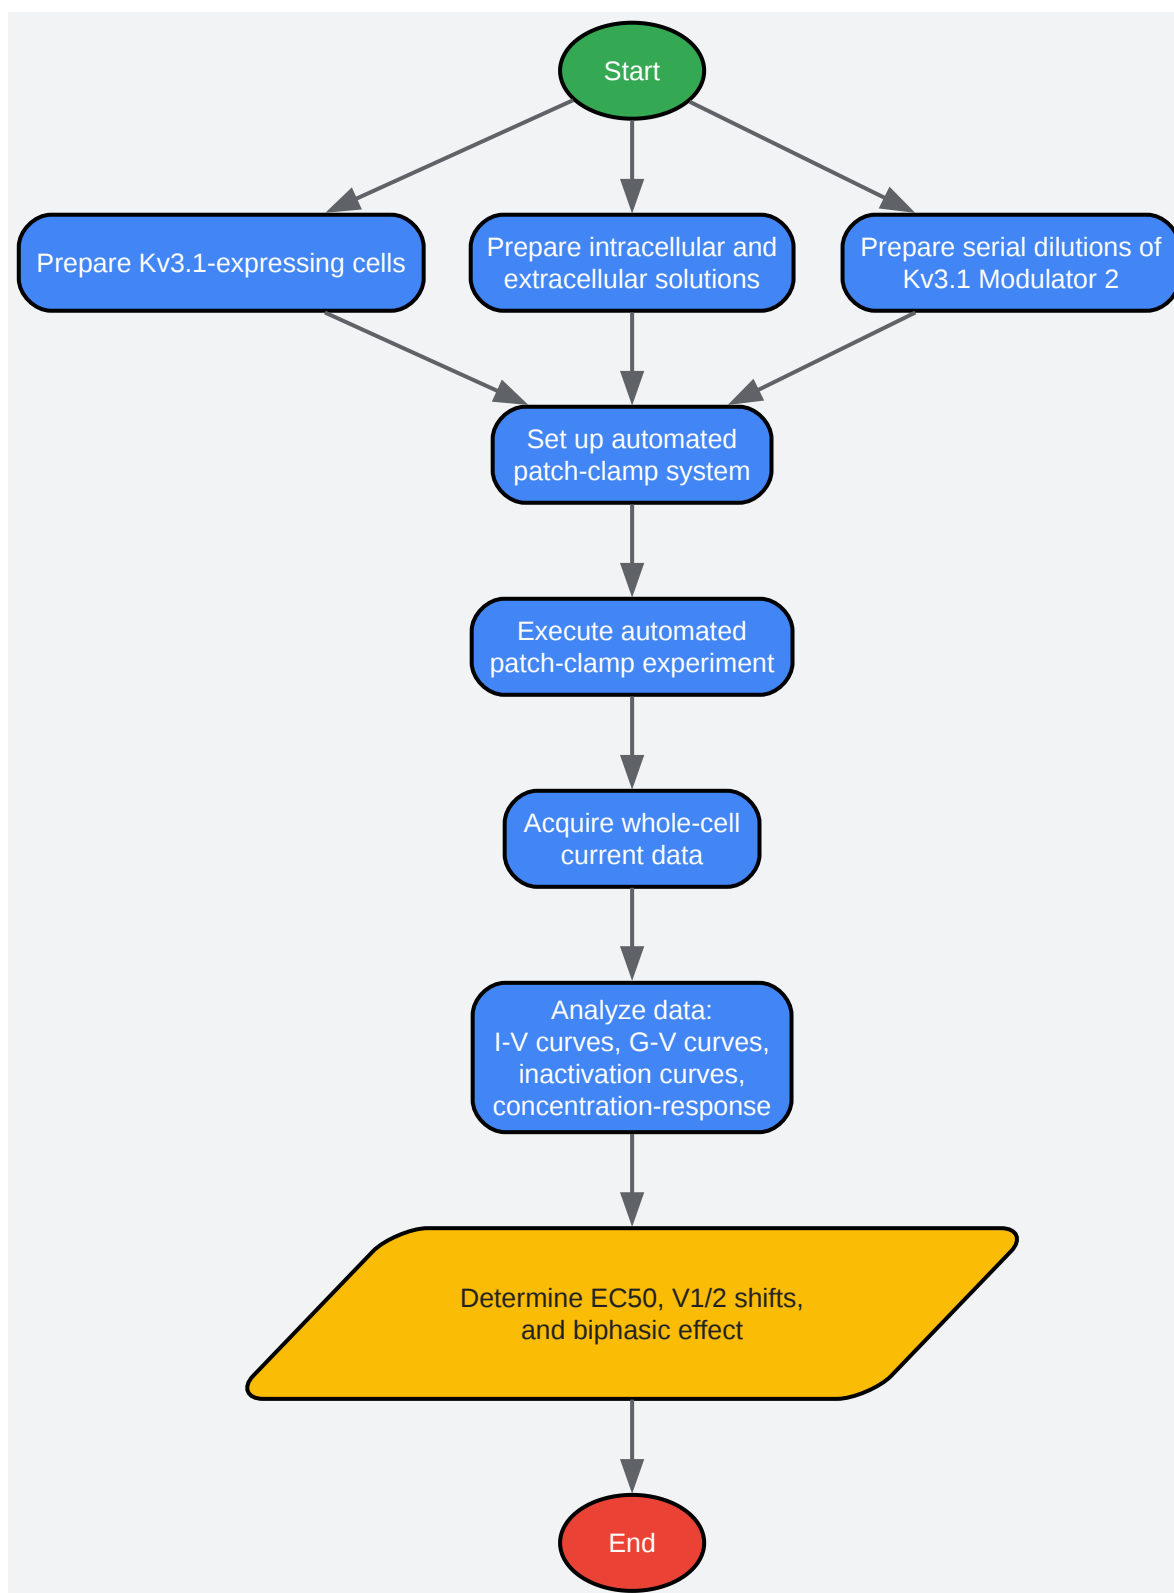 Start
Prepare Kv3.1-expressing cells
Prepare intracellular and
extracellular solutions
Prepare serial dilutions of
Kv3.1 Modulator 2
Set up automated
patch-clamp system
Execute automated
patch-clamp experiment
Acquire whole-cell
current data
Analyze data:
I-V curves, G-V curves,
inactivation curves,
concentration-response
Determine EC50, V1/2 shifts,
and biphasic effect
End